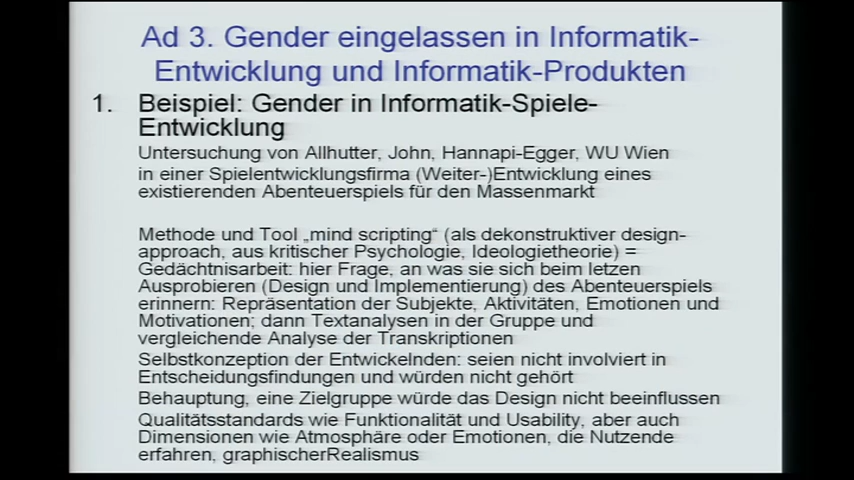 Ad 3. Gender eingelassen in Informatik-
Entwicklung und Informatik-Produkten
1. Beispiel: Gender in Informatik-Spiele-
Entwicklung
Untersuchung von Allhutter, John, Hannapi-Egger, WU Wien
in einer Spielentwicklungsfirma (Weiter-)Entwicklung eines
existierenden Abenteuerspiels für den Massenmarkt
Methode und Tool „mind scripting“ (als dekonstruktiver design-
approach, aus kritischer Psychologie, Ideologietheorie) =
Gedächtnisarbeit: hier Frage, an was sie sich beim letzen
Ausprobieren (Design und Implementierung) des Abenteuerspiels
erinnern: Repräsentation der Subjekte, Aktivitäten, Emotionen und
Motivationen; dann Textanalysen in der Gruppe und
vergleichende Analyse der Transkriptionen
Selbstkonzeption der Entwickelnden: seien nicht involviert in
Entscheidungsfindungen und würden nicht gehört
Behauptung, eine Zielgruppe würde das Design nicht beeinflussen
Qualitätsstandards wie Funktionalität und Usability, aber auch
Dimensionen wie Atmosphäre oder Emotionen, die Nutzende
erfahren, graphischerRealismus